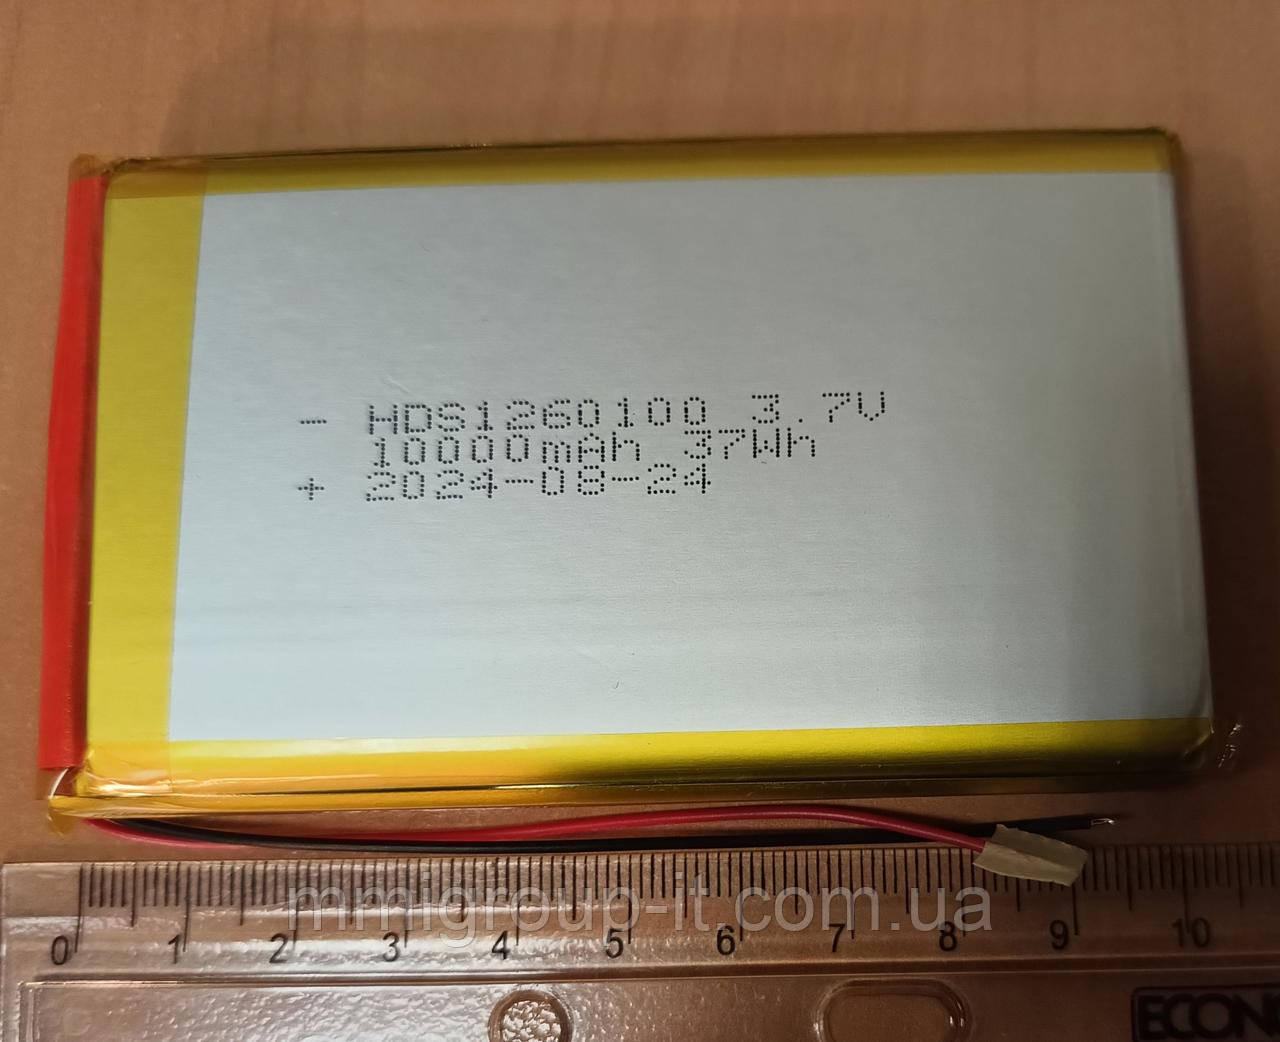 - HDS1260100 3.7V
10000mAh 37Wh
+ 2024-08-24
mmigroup-it.com.ua
0 1 2 3 4 5 6 7 8 9 10
ECON